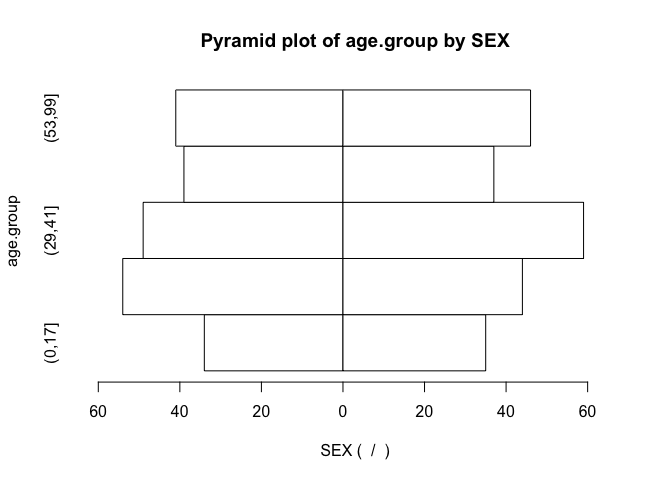 Pyramid plot of age.group by SEX
(53,99]
(29,41]
(0,17]
age.group
60 40 20 0 20 40 60
SEX (  /  )